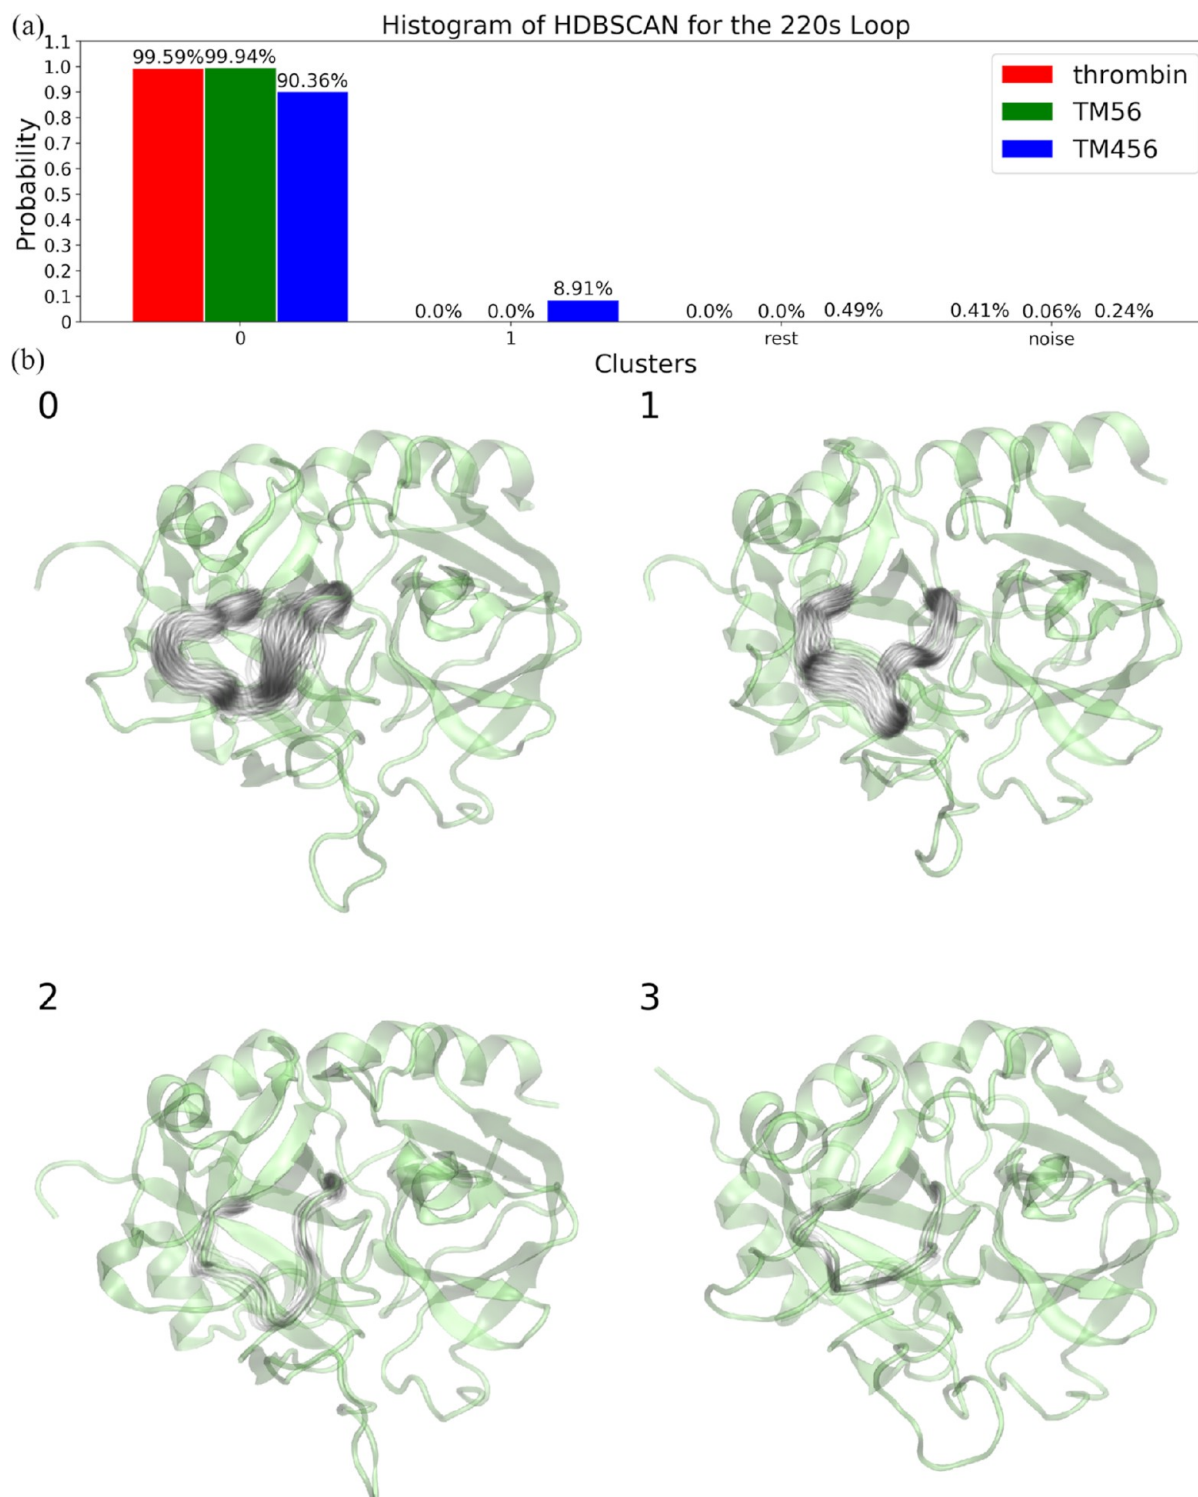 (a)
Histogram of HDBSCAN for the 220s Loop
1.1
1.0
0.9
0.8
0.7
0.6
0.5
0.4
0.3
0.2
0.1
0
Probability
99.59% 99.94% 90.36%
thrombin
TM56
TM456
0.0% 0.0% 8.91%
0.0% 0.0% 0.49%
0.41% 0.06% 0.24%
0 1 rest noise
Clusters
(b)
0 1
2 3